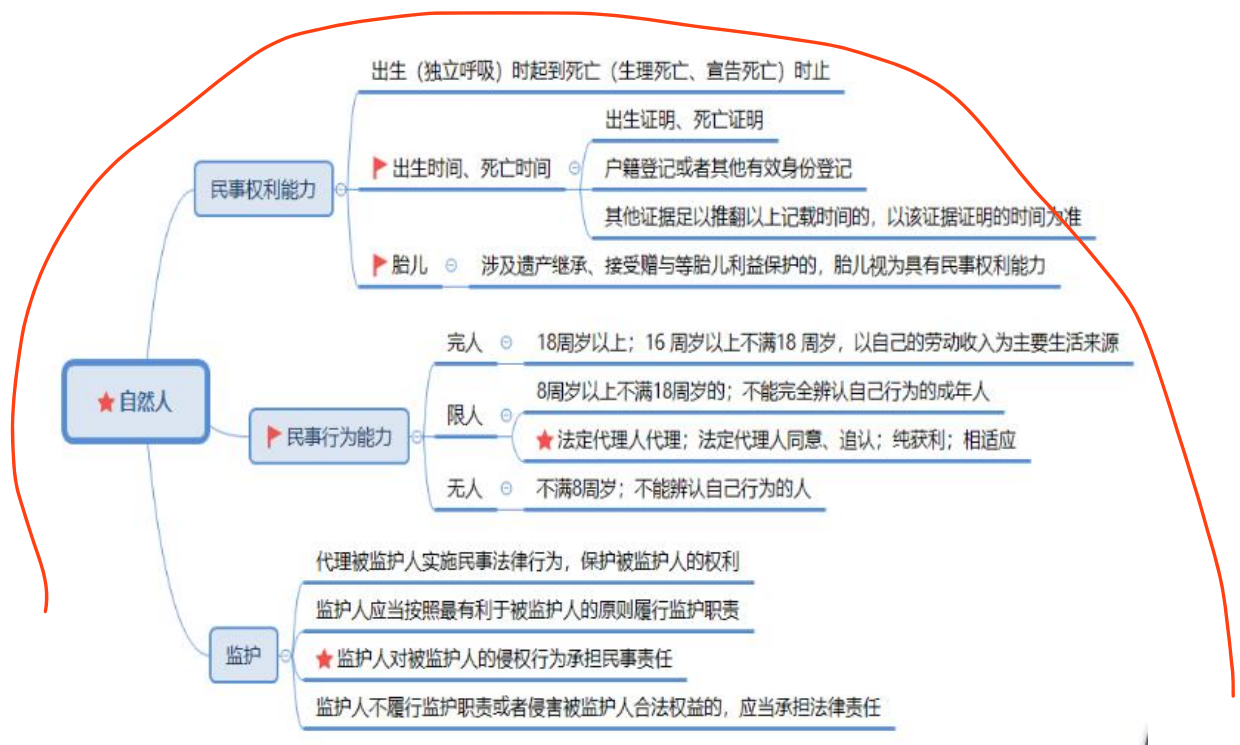 出生（独立呼吸）时起到死亡（生理死亡、宣告死亡）时止
出生证明、死亡证明
出生时间、死亡时间
户籍登记或者其他有效身份登记
民事权利能力
其他证据足以推翻以上记载时间的，以该证据证明的时间为准
胎儿
涉及遗产继承、接受赠与等胎儿利益保护的，胎儿视为具有民事权利能力
完人
18周岁以上；16 周岁以上不满18 周岁，以自己的劳动收入为主要生活来源
自然人
8周岁以上不满18周岁的；不能完全辨认自己行为的成年人
限人
民事行为能力
法定代理人代理；法定代理人同意、追认；纯获利；相适应
无人
不满8周岁；不能辨认自己行为的人
代理被监护人实施民事法律行为，保护被监护人的权利
监护人应当按照最有利于被监护人的原则履行监护职责
监护
监护人对被监护人的侵权行为承担民事责任
监护人不履行监护职责或者侵害被监护人合法权益的，应当承担法律责任